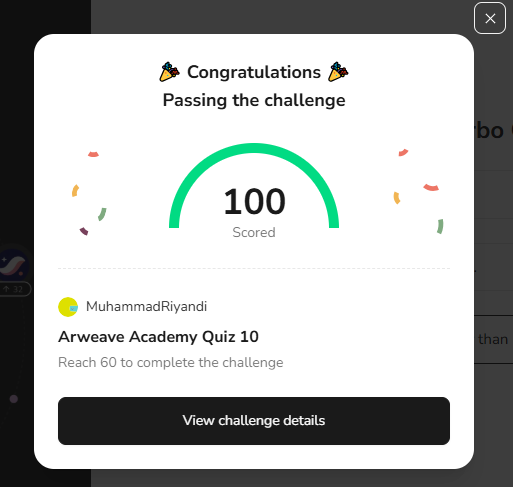 Congratulations
Passing the challenge
100
Scored
MuhammadRiyandi
Arweave Academy Quiz 10
Reach 60 to complete the challenge
View challenge details
rbo
than
32